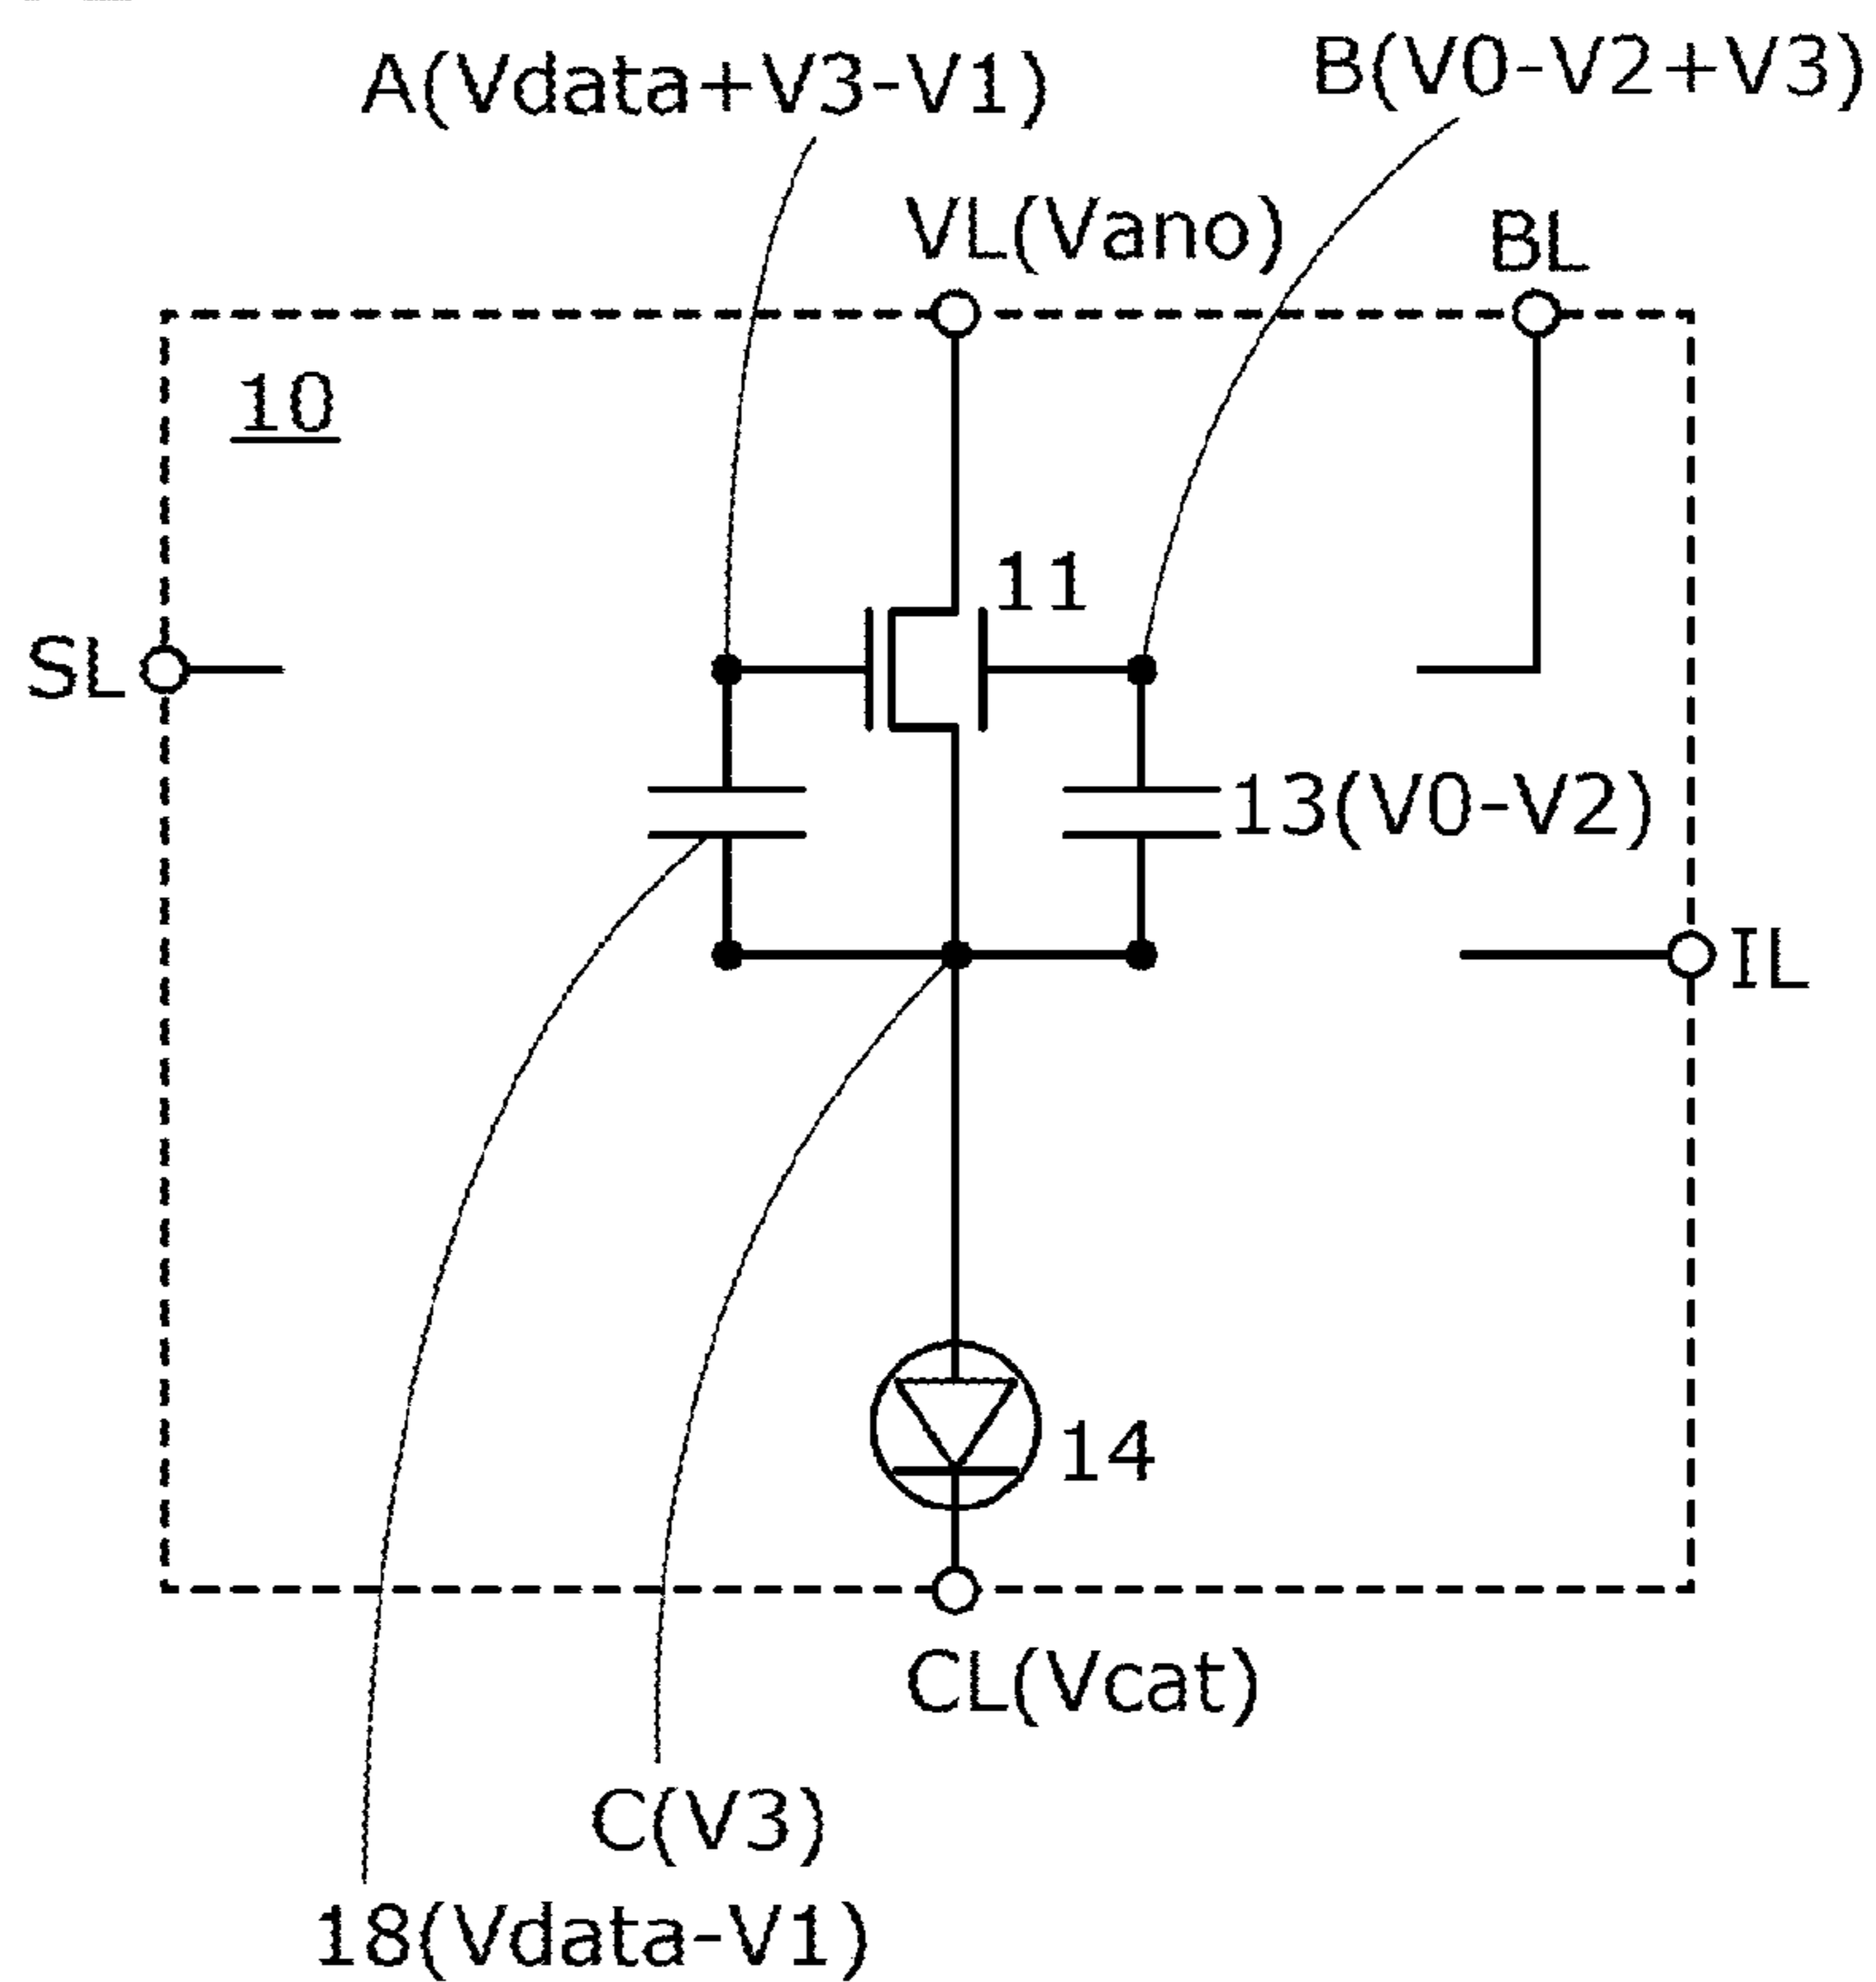 A(Vdata+V3-V1)
B(V0-V2+V3)
VL(Vano)
BL
10
11
SL
13(V0-V2)
IL
14
CL(Vcat)
C(V3)
18(Vdata-V1)